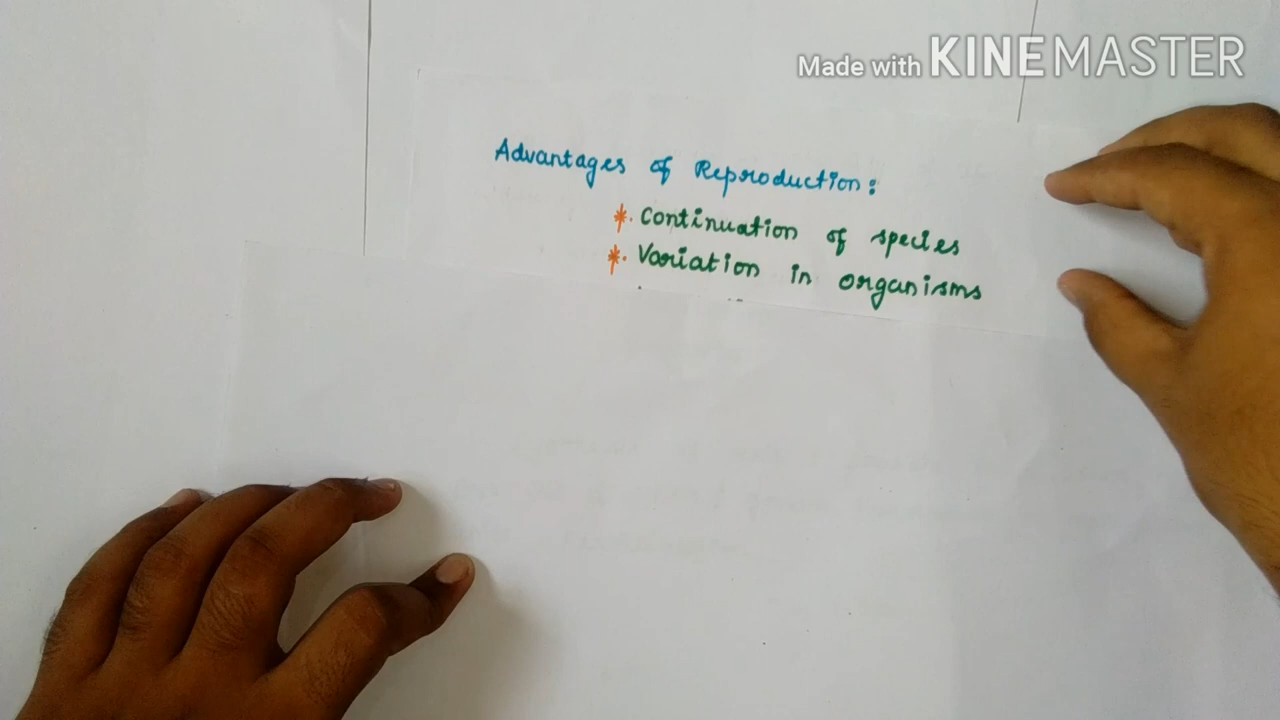 Made with KINEMASTER
Advantages of Reproduction:
*. Continuation of species
*. Variation in organisms